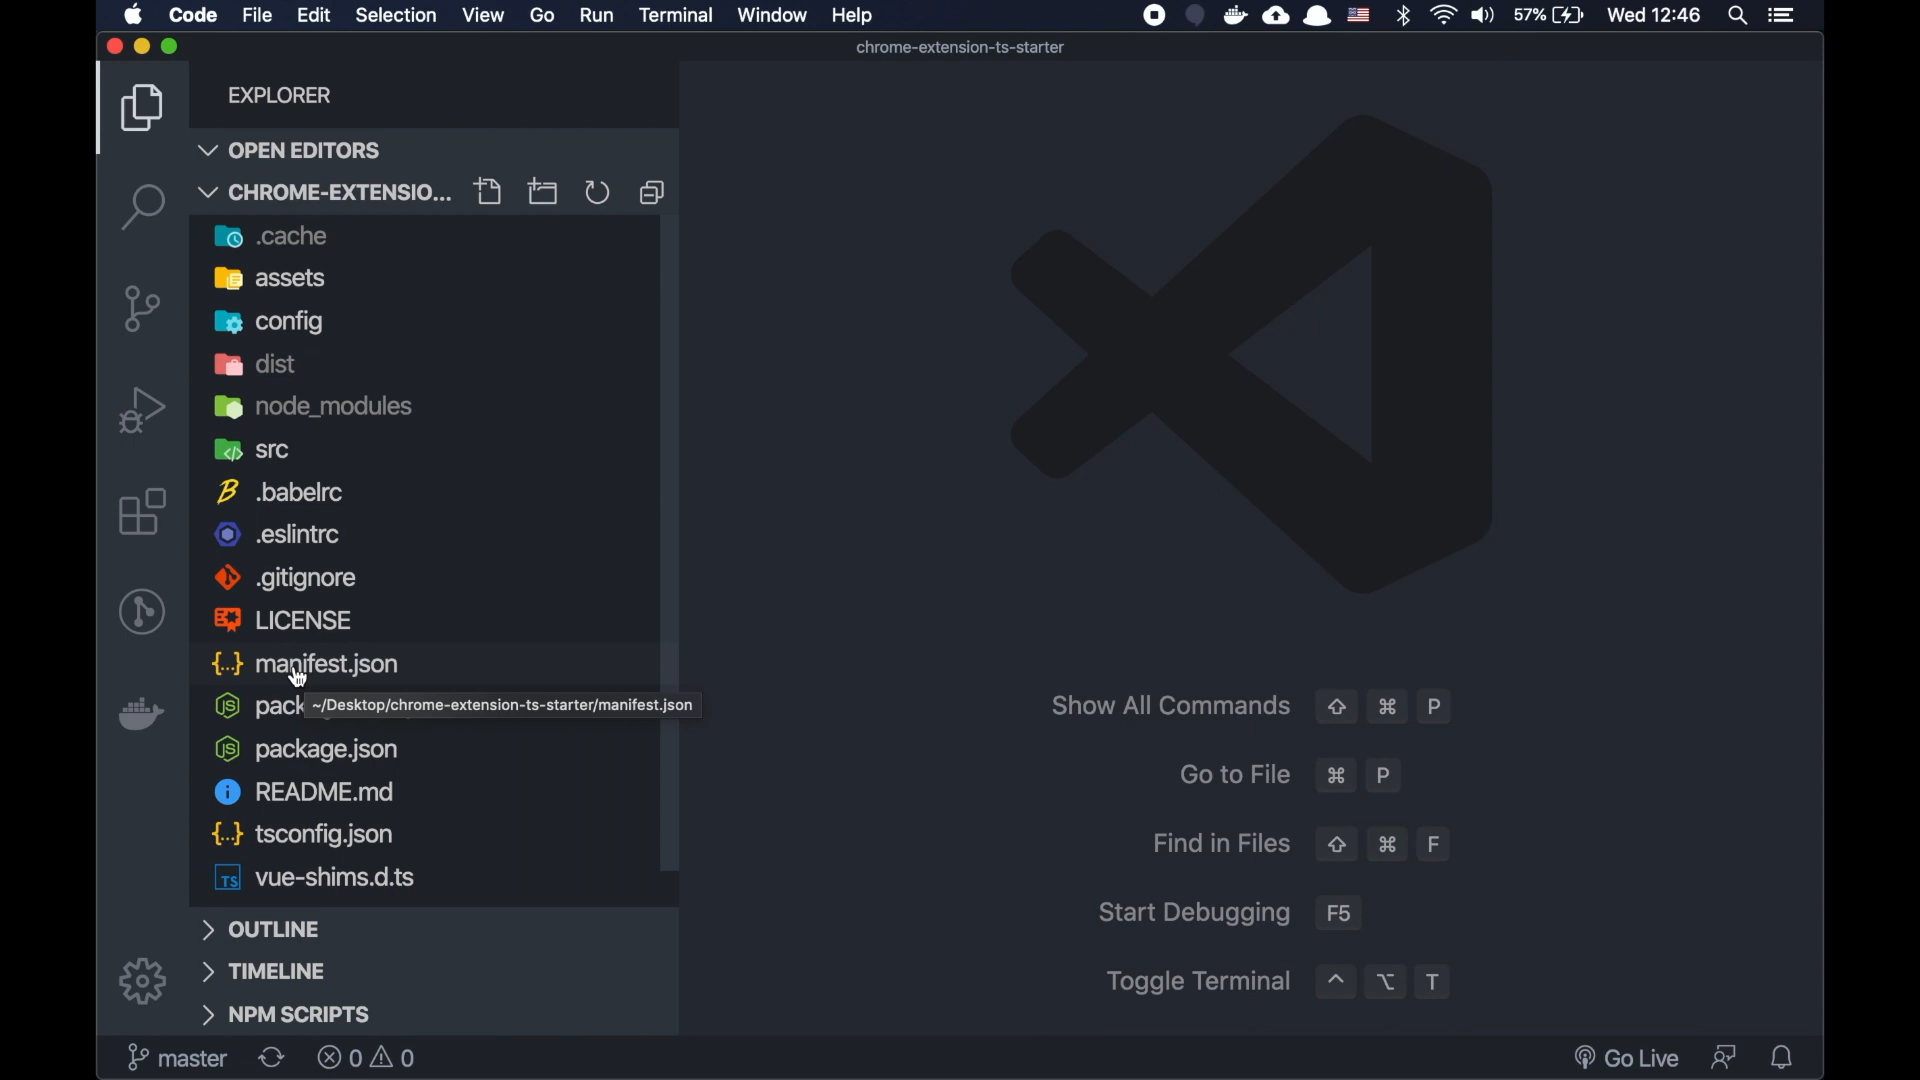 Code File Edit Selection View Go Run Terminal Window Help 57% Wed 12:46
chrome-extension-ts-starter
EXPLORER
OPEN EDITORS
CHROME-EXTENSIO...
.cache
assets
config
dist
node_modules
src
.babelrc
.eslintrc
.gitignore
LICENSE
{...} manifest.json
~/Desktop/chrome-extension-ts-starter/manifest.json
package.json
README.md
{...} tsconfig.json
TS vue-shims.d.ts
OUTLINE
TIMELINE
NPM SCRIPTS
Show All Commands ⇧ ⌘ P
Go to File ⌘ P
Find in Files ⇧ ⌘ F
Start Debugging F5
Toggle Terminal ^ ⌥ T
master 0 0 Go Live